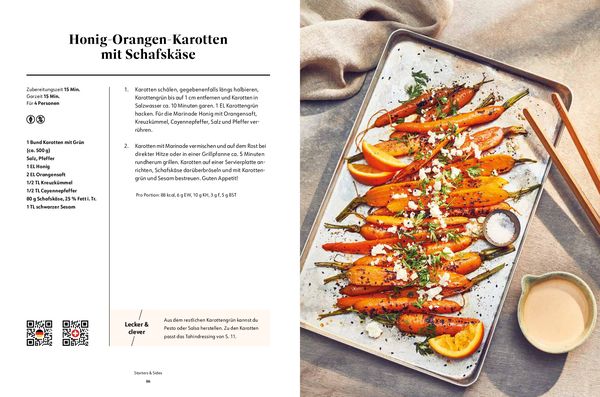 Honig-Orangen-Karotten
mit Schafskäse
Zubereitungszeit 15 Min.
Garzeit 15 Min.
Für 4 Personen
1 Bund Karotten mit Grün
(ca. 500 g)
Salz, Pfeffer
1 EL Honig
2 EL Orangensaft
1/2 TL Kreuzkümmel
1/2 TL Cayennepfeffer
80 g Schafskäse, 25 % Fett i. Tr.
1 TL schwarzer Sesam
1. Karotten schälen, gegebenenfalls längs halbieren,
Karottengrün bis auf 1 cm entfernen und Karotten in
Salzwasser ca. 10 Minuten garen. 1 EL Karottengrün
hacken. Für die Marinade Honig mit Orangensaft,
Kreuzkümmel, Cayennepfeffer, Salz und Pfeffer ver-
rühren.
2. Karotten mit Marinade vermischen und auf dem Rost bei
direkter Hitze oder in einer Grillpfanne ca. 5 Minuten
rundherum grillen. Karotten auf einer Servierplatte an-
richten, Schafskäse darüberbröseln und mit Karotten-
grün und Sesam bestreuen. Guten Appetit!
Pro Portion: 88 kcal, 6 g EW, 10 g KH, 3 g F, 5 g BST
Lecker &
clever
Aus dem restlichen Karottengrün kannst du
Pesto oder Salsa herstellen. Zu den Karotten
passt das Tahindressing von S. 11.
Starters & Sides
86